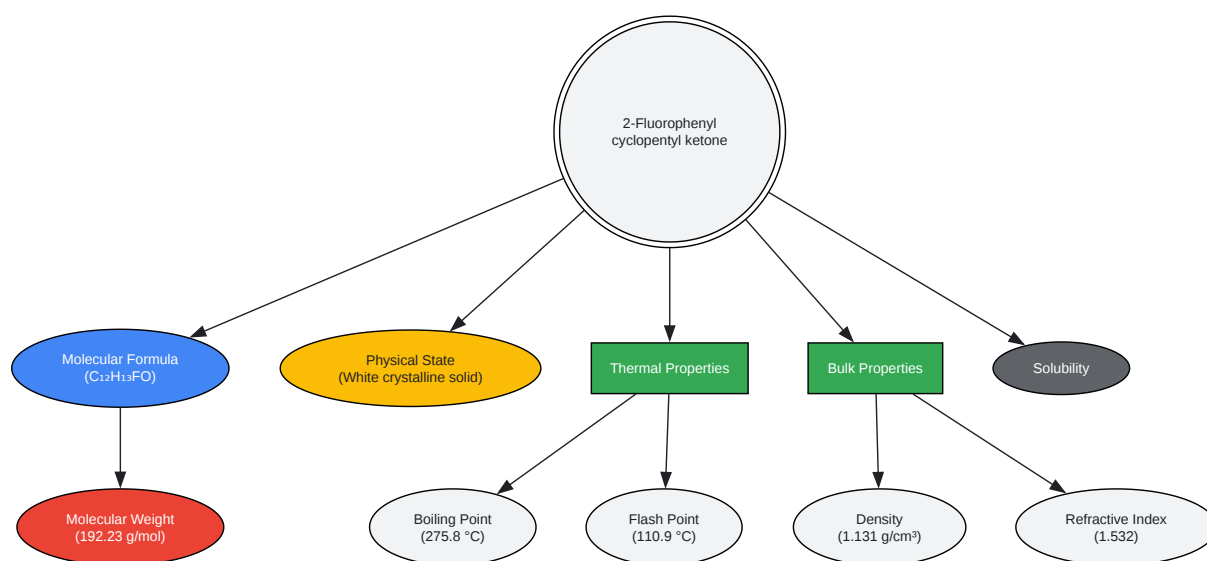 2-Fluorophenyl
cyclopentyl ketone
Molecular Formula
(C₁₂H₁₃FO)
Physical State
(White crystalline solid)
Thermal Properties
Bulk Properties
Solubility
Molecular Weight
(192.23 g/mol)
Boiling Point
(275.8 °C)
Flash Point
(110.9 °C)
Density
(1.131 g/cm³)
Refractive Index
(1.532)